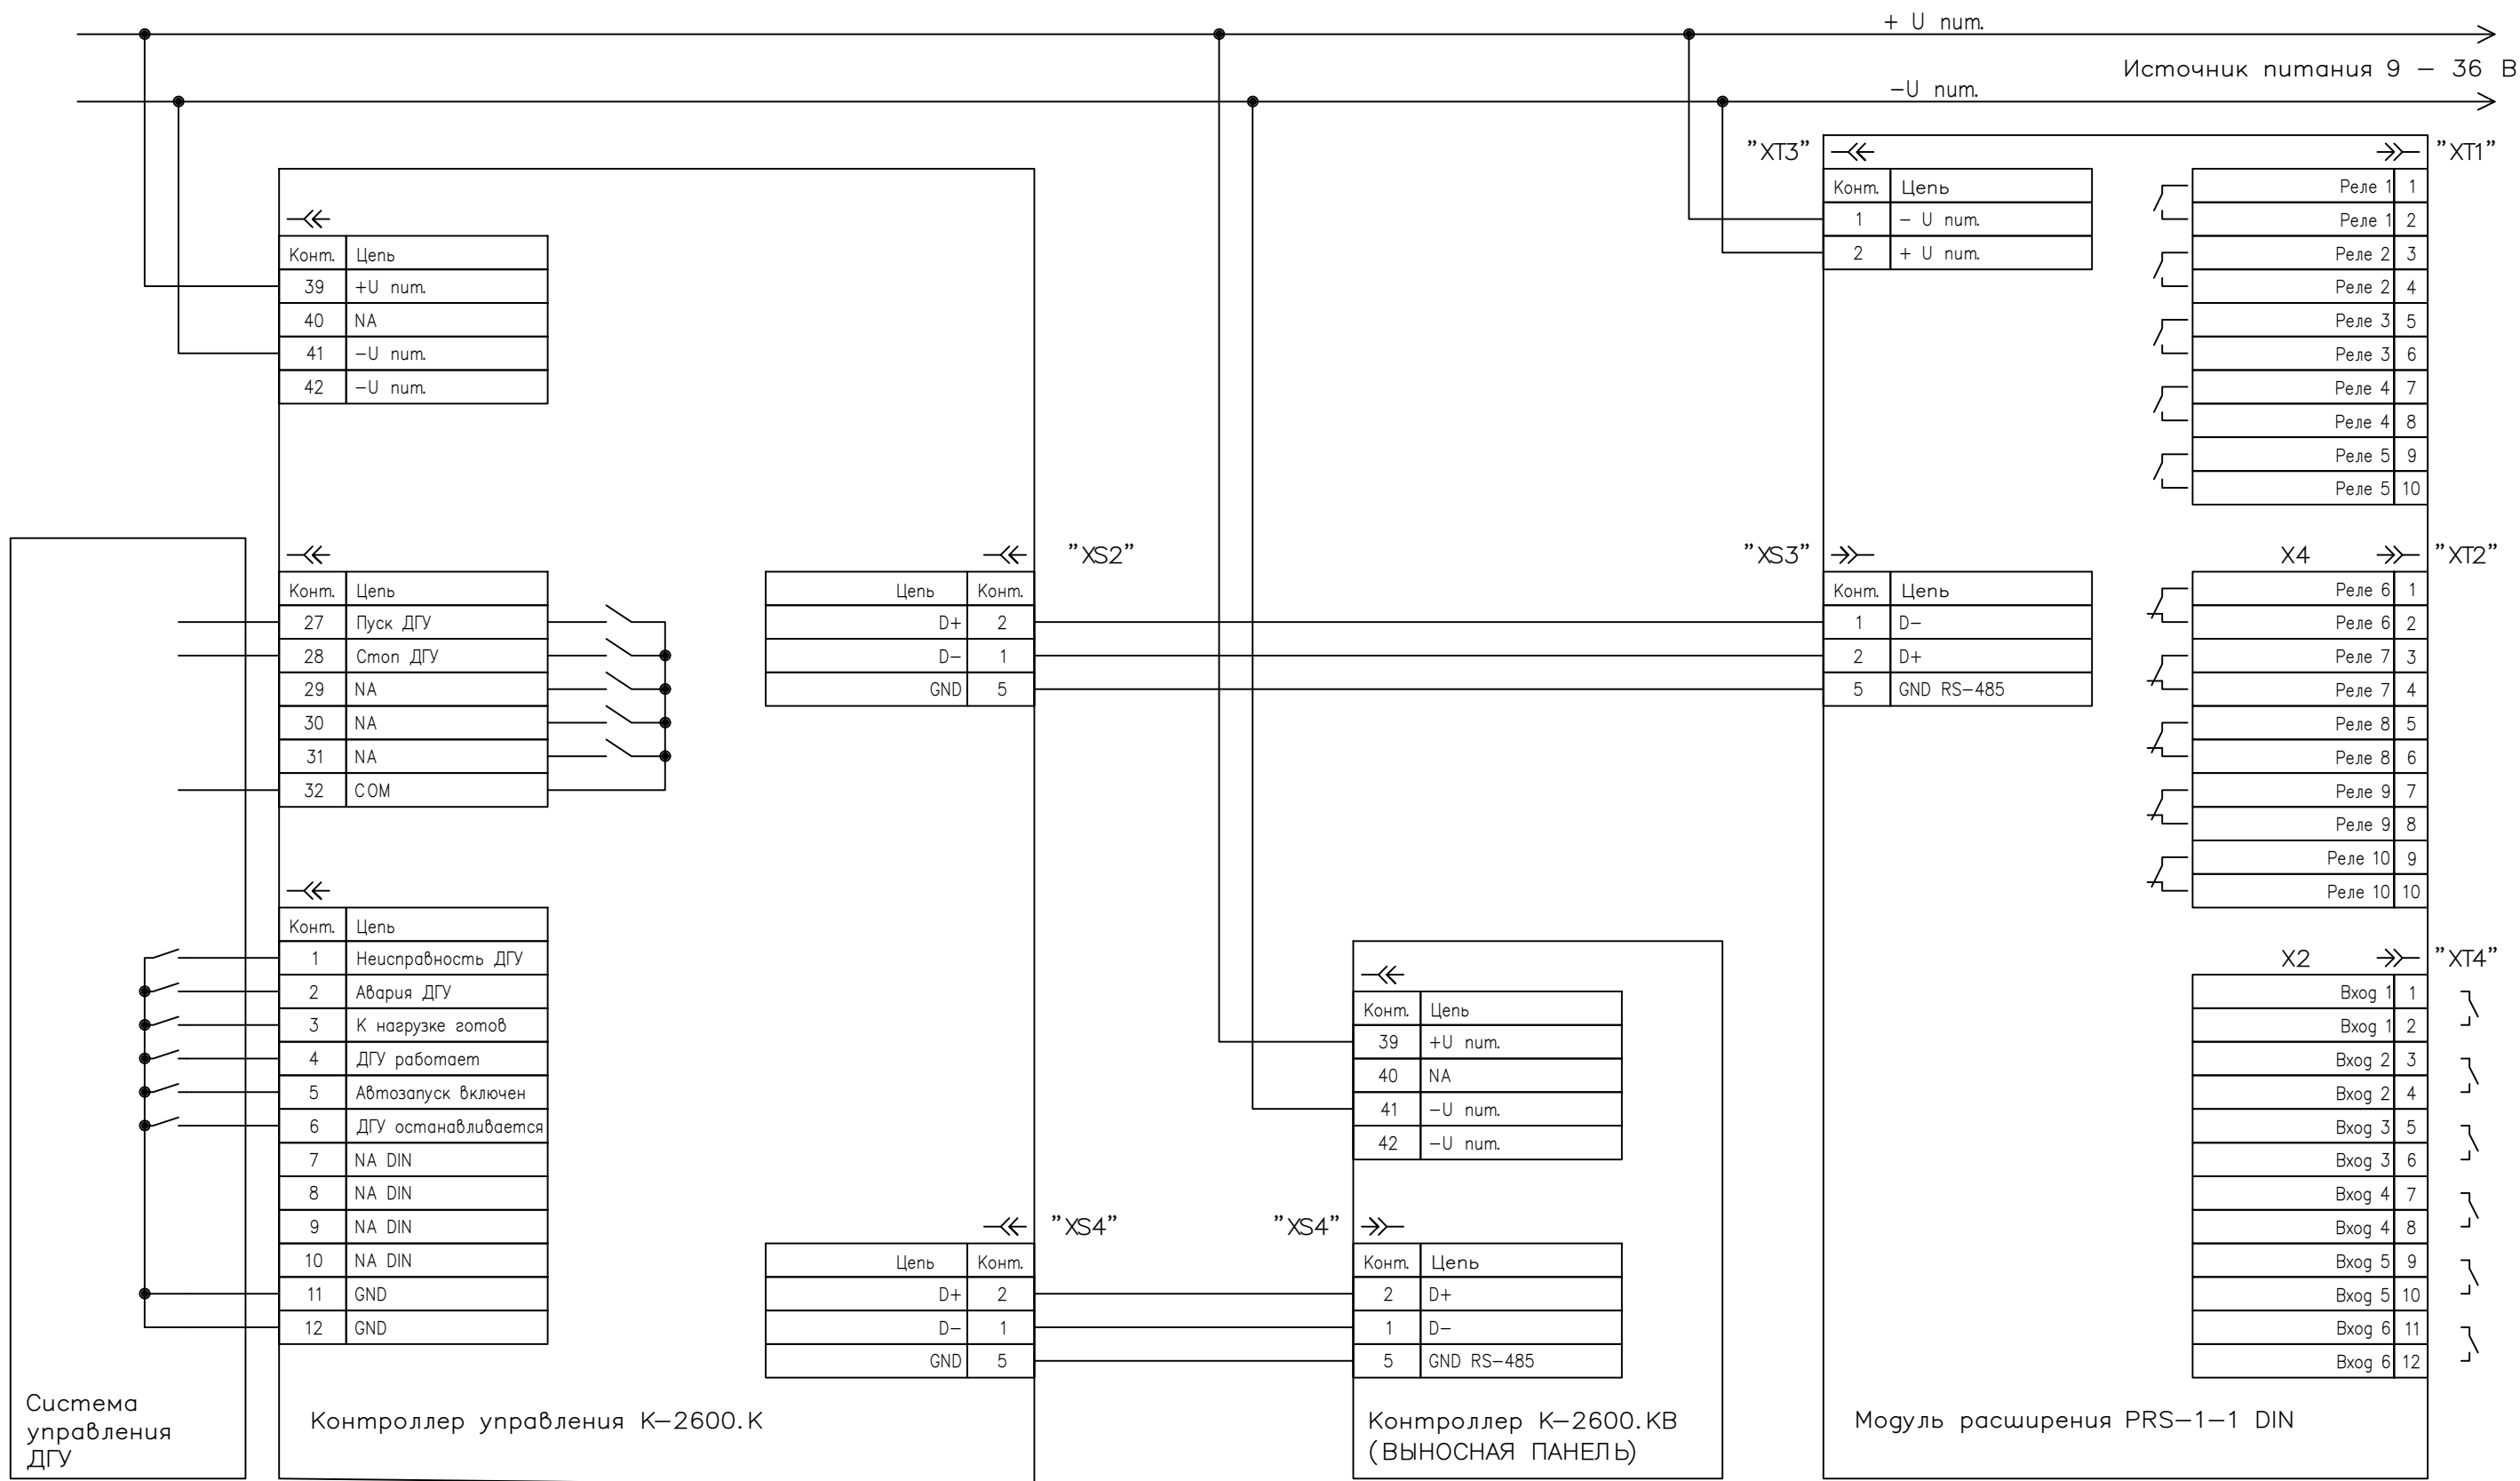 + U пит.
Источник питания 9 – 36 В
–U пит.
"XT3"
"XT1"
Конт. Цепь
1 – U пит.
2 + U пит.
Реле 1 1
Реле 1 2
Реле 2 3
Реле 2 4
Реле 3 5
Реле 3 6
Реле 4 7
Реле 4 8
Реле 5 9
Реле 5 10
Конт. Цепь
39 +U пит.
40 NA
41 –U пит.
42 –U пит.
Конт. Цепь
27 Пуск ДГУ
28 Стоп ДГУ
29 NA
30 NA
31 NA
32 COM
"XS2"
Цепь Конт.
D+ 2
D– 1
GND 5
"XS3"
Конт. Цепь
1 D–
2 D+
5 GND RS–485
X4 "XT2"
Реле 6 1
Реле 6 2
Реле 7 3
Реле 7 4
Реле 8 5
Реле 8 6
Реле 9 7
Реле 9 8
Реле 10 9
Реле 10 10
Конт. Цепь
1 Неисправность ДГУ
2 Авария ДГУ
3 К нагрузке готов
4 ДГУ работает
5 Автозапуск включен
6 ДГУ останавливается
7 NA DIN
8 NA DIN
9 NA DIN
10 NA DIN
11 GND
12 GND
Конт. Цепь
39 +U пит.
40 NA
41 –U пит.
42 –U пит.
X2 "XT4"
Вход 1 1
Вход 1 2
Вход 2 3
Вход 2 4
Вход 3 5
Вход 3 6
Вход 4 7
Вход 4 8
Вход 5 9
Вход 5 10
Вход 6 11
Вход 6 12
"XS4"
Цепь Конт.
D+ 2
D– 1
GND 5
"XS4"
Конт. Цепь
2 D+
1 D–
5 GND RS–485
Система
управления
ДГУ
Контроллер управления К–2600.К
Контроллер К–2600.КВ
(ВЫНОСНАЯ ПАНЕЛЬ)
Модуль расширения PRS–1–1 DIN